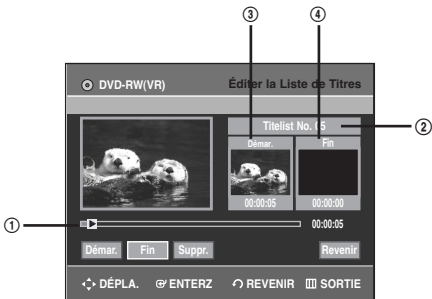 ③ ④
DVD-RW(VR) Éditer la Liste de Titres
Titelist No. 05
②
Démar. Fin
00:00:05 00:00:00
① 00:00:05
Démar. Fin Suppr. Revenir
DÉPLA. ENTERZ REVENIR SORTIE